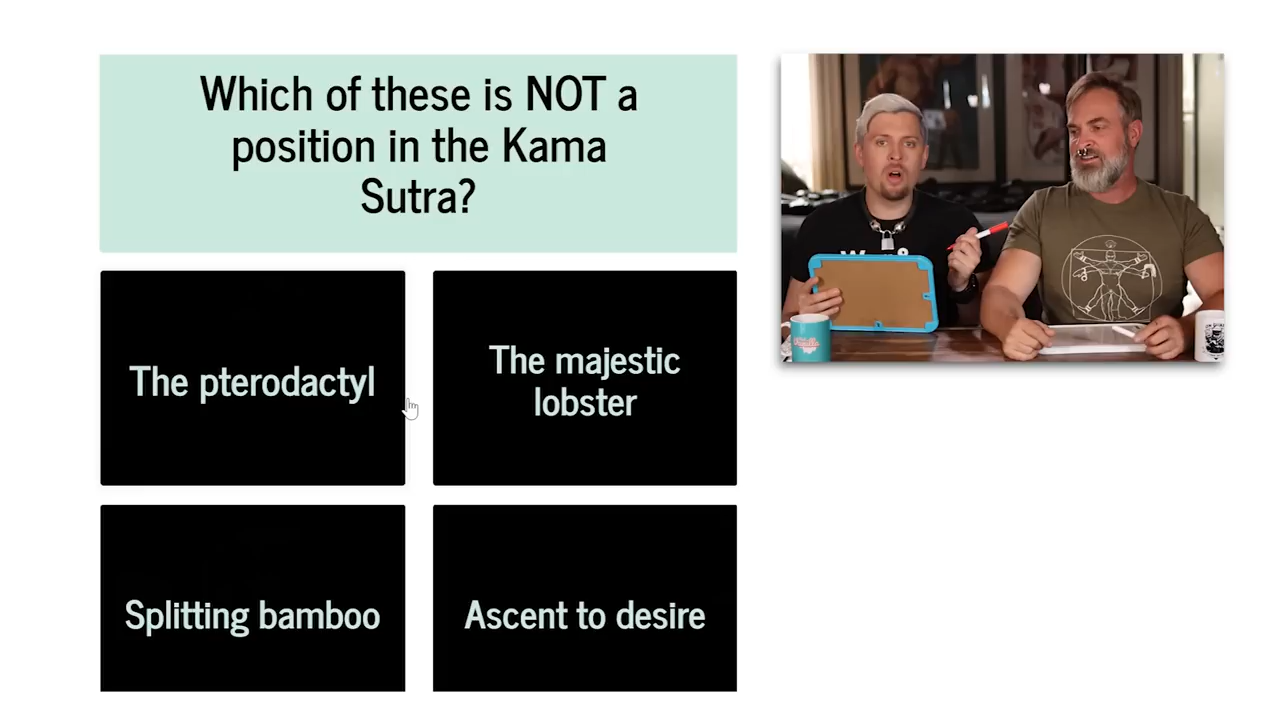 Which of these is NOT a
position in the Kama
Sutra?
The pterodactyl
The majestic
lobster
Splitting bamboo
Ascent to desire